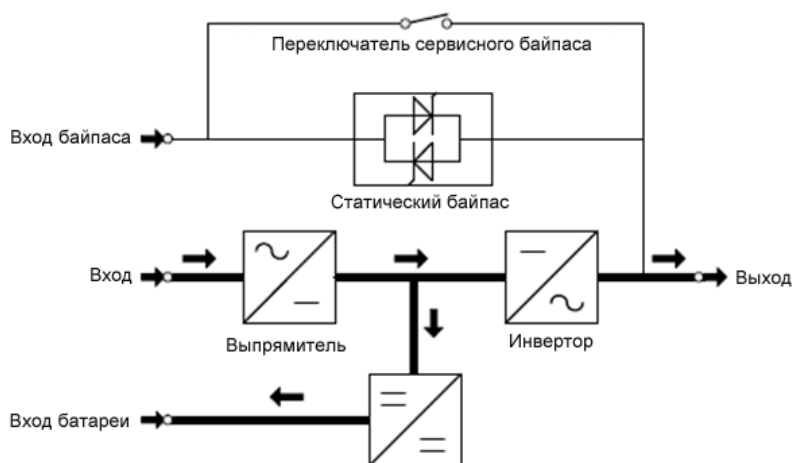 Переключатель сервисного байпаса
Вход байпаса
Статический байпас
Вход
Выход
Выпрямитель
Инвертор
Вход батареи